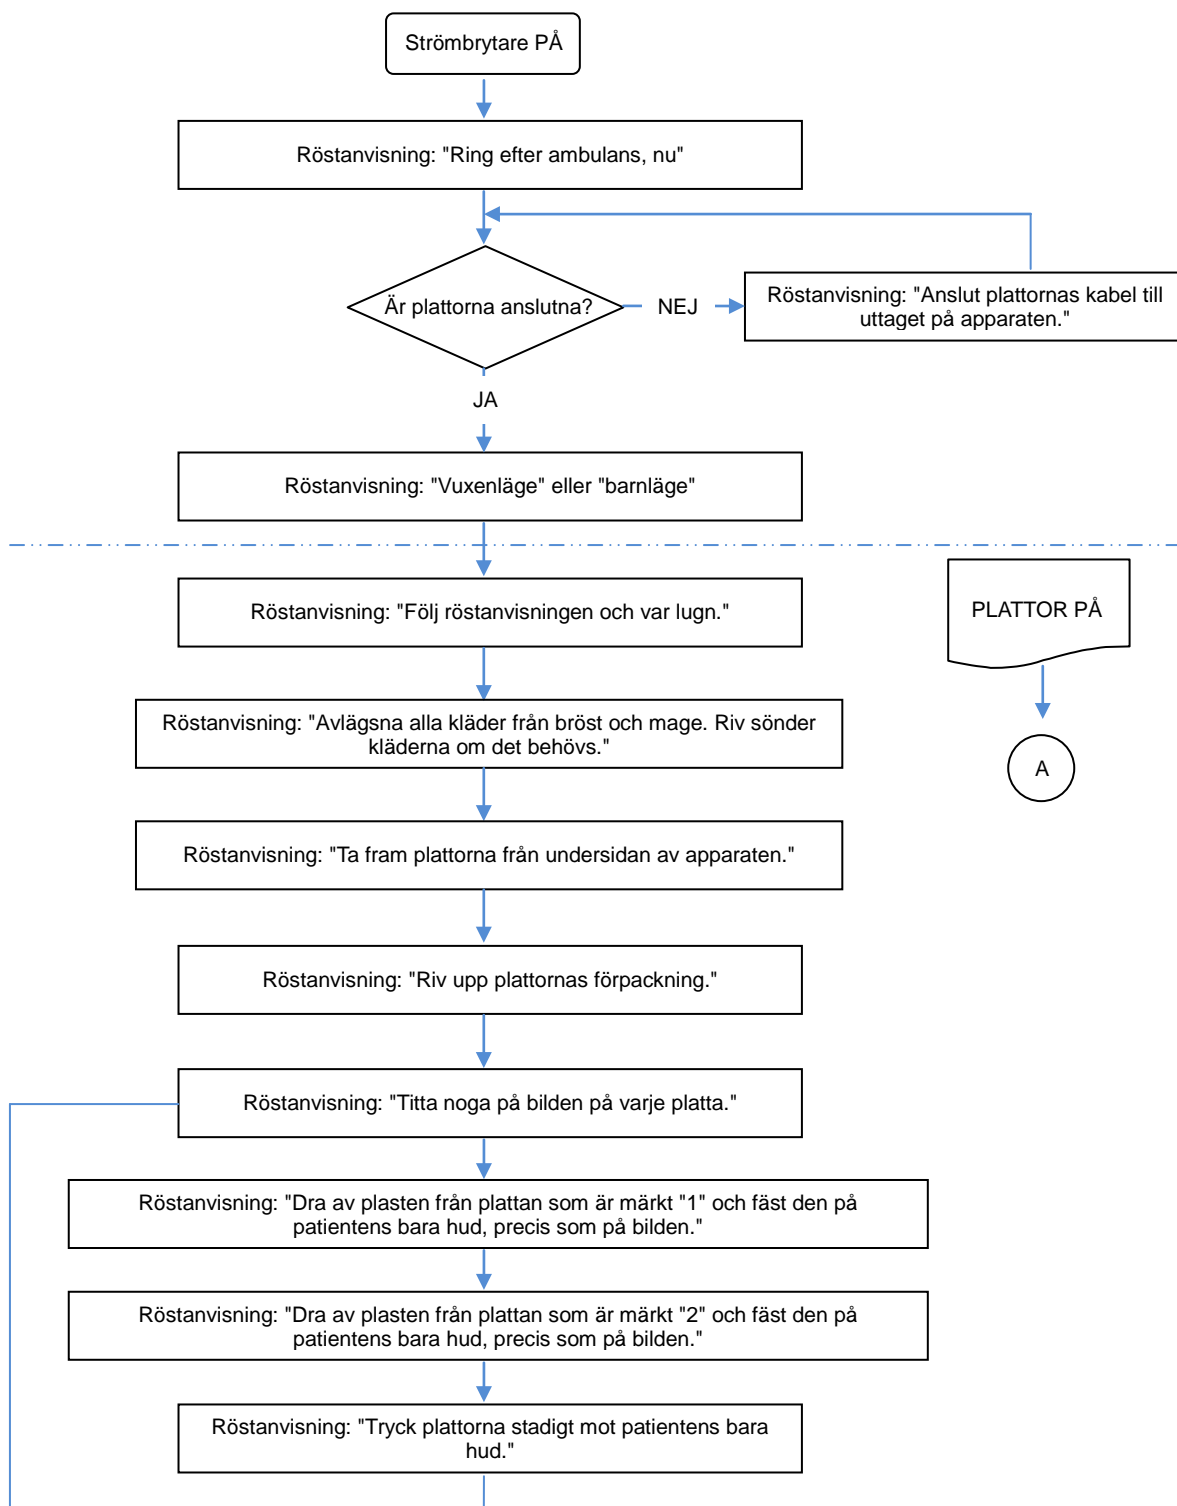 Strömbrytare PÅ
Röstanvisning: "Ring efter ambulans, nu"
Är plattorna anslutna?
NEJ
Röstanvisning: "Anslut plattornas kabel till
uttaget på apparaten."
JA
Röstanvisning: "Vuxenläge" eller "barnläge"
Röstanvisning: "Följ röstanvisningen och var lugn."
PLATTOR PÅ
Röstanvisning: "Avlägsna alla kläder från bröst och mage. Riv sönder
kläderna om det behövs."
A
Röstanvisning: "Ta fram plattorna från undersidan av apparaten."
Röstanvisning: "Riv upp plattornas förpackning."
Röstanvisning: "Titta noga på bilden på varje platta."
Röstanvisning: "Dra av plasten från plattan som är märkt "1" och fäst den på
patientens bara hud, precis som på bilden."
Röstanvisning: "Dra av plasten från plattan som är märkt "2" och fäst den på
patientens bara hud, precis som på bilden."
Röstanvisning: "Tryck plattorna stadigt mot patientens bara
hud."